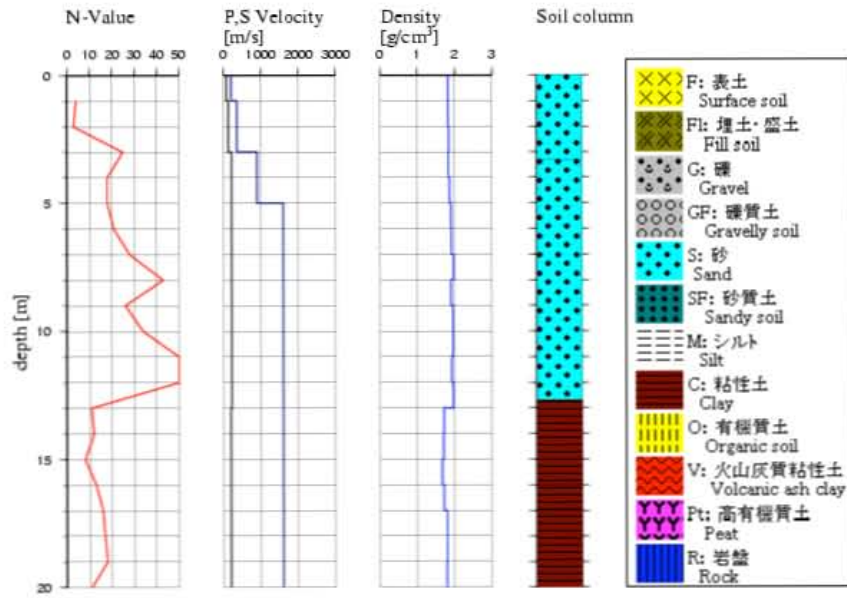 N-Value
P,S Velocity
[m/s]
Density
[g/cm³]
Soil column
0 10 20 30 40 50
0 1000 2000 3000
0 1 2 3
0
5
10
15
20
depth [m]
F: 表土
Surface soil
Fl: 埋土・盛土
Fill soil
G: 礫
Gravel
GF: 礫質土
Gravelly soil
S: 砂
Sand
SF: 砂質土
Sandy soil
M: シルト
Silt
C: 粘性土
Clay
O: 有機質土
Organic soil
V: 火山灰質粘性土
Volcanic ash clay
Pt: 高有機質土
Peat
R: 岩盤
Rock